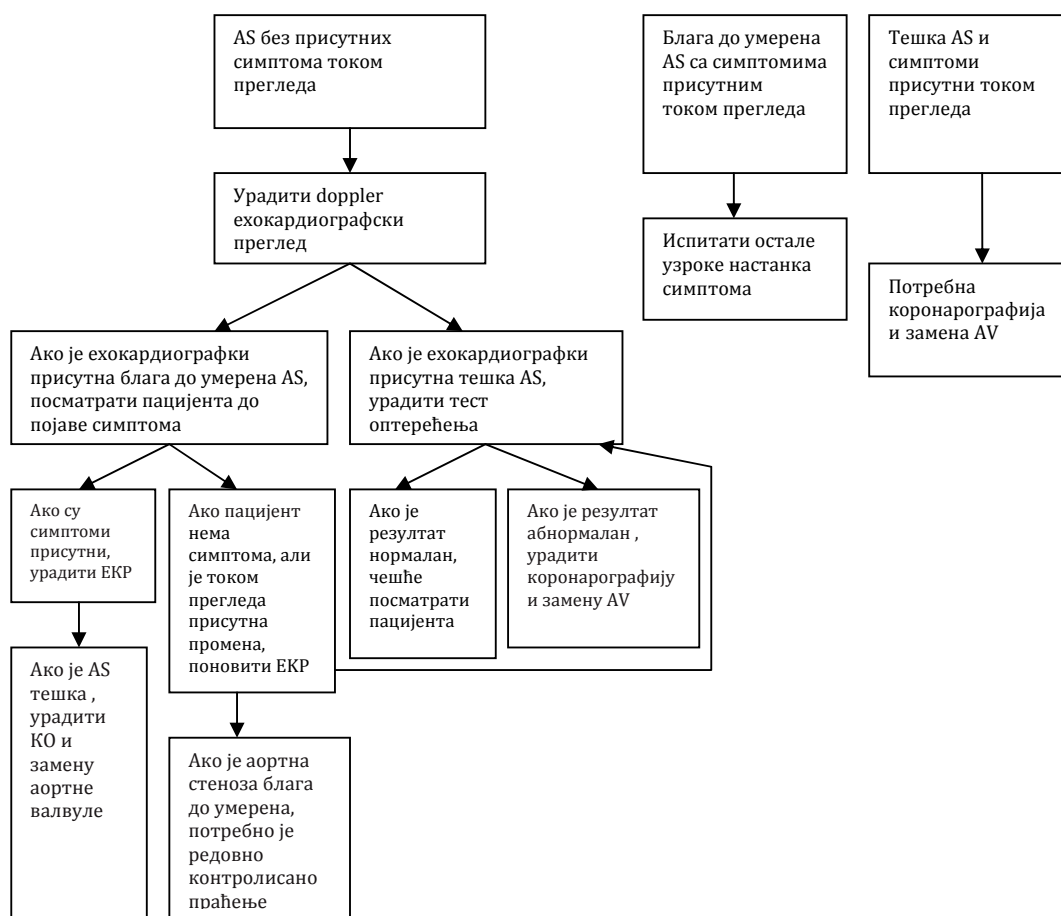 AS без присутних
симптома током
прегледа
Блага до умерена
AS са симптомима
присутним
током прегледа
Тешка AS и
симптоми
присутни током
прегледа
Урадити doppler
ехокардиографски
преглед
Испитати остале
узроке настанка
симптома
Потребна
коронарографија
и замена AV
Ако је ехокардиографки
присутна блага до умерена AS,
посматрати пацијента до
појаве симптома
Ако је ехокардиографки
присутна тешка AS,
урадити тест
оптерећења
Ако су
симптоми
присутни,
урадити ЕКР
Ако пацијент
нема
симптома, али
је током
прегледа
присутна
промена,
поновити ЕКР
Ако је
резултат
нормалан,
чешће
посматрати
пацијента
Ако је резултат
абнормалан ,
урадити
коронарографију
и замену AV
Ако је AS
тешка ,
урадити
КО и
замену
аортне
валвуле
Ако је аортна
стеноза блага
до умерена,
потребно је
редовно
контролисано
праћење